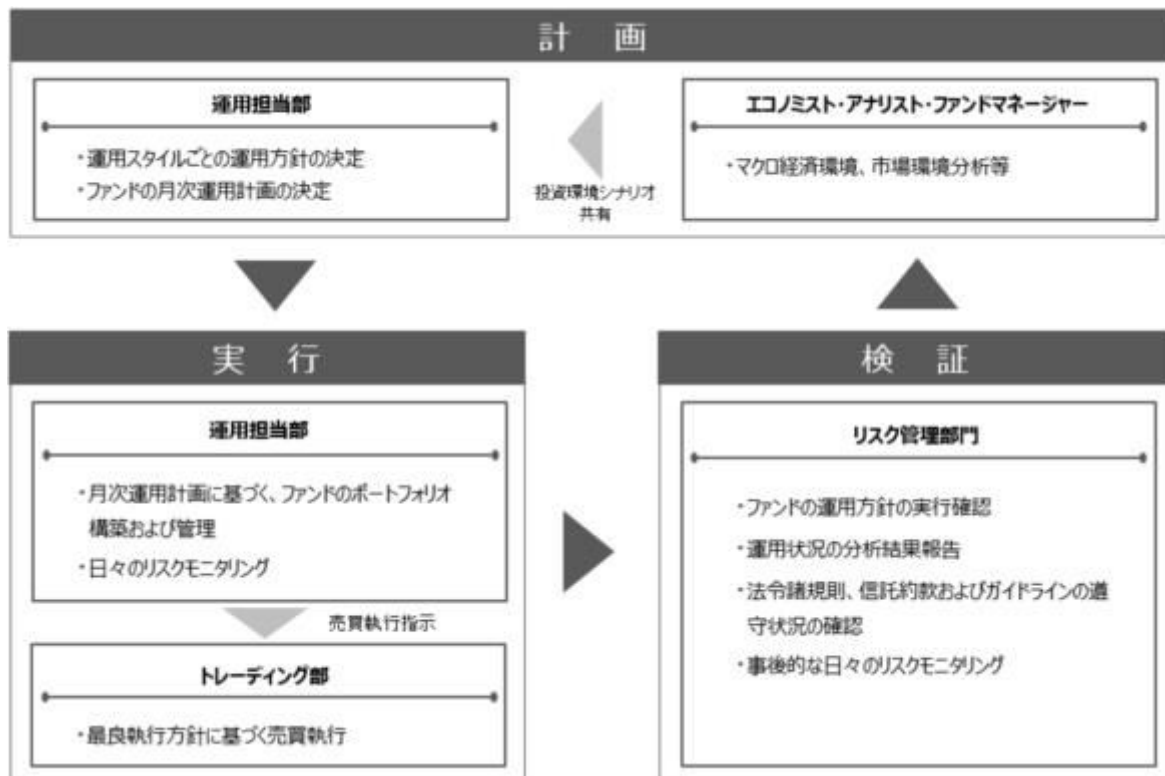 計 画
運用担当部
・運用スタイルごとの運用方針の決定
・ファンドの月次運用計画の決定
投資環境シナリオ
共有
エコノミスト・アナリスト・ファンドマネージャー
・マクロ経済環境、市場環境分析等
実 行
運用担当部
・月次運用計画に基づく、ファンドのポートフォリオ
構築および管理
・日々のリスクモニタリング
売買執行指示
トレーディング部
・最良執行方針に基づく売買執行
検 証
リスク管理部門
・ファンドの運用方針の実行確認
・運用状況の分析結果報告
・法令諸規則、信託約款およびガイドラインの遵
守状況の確認
・事後的な日々のリスクモニタリング